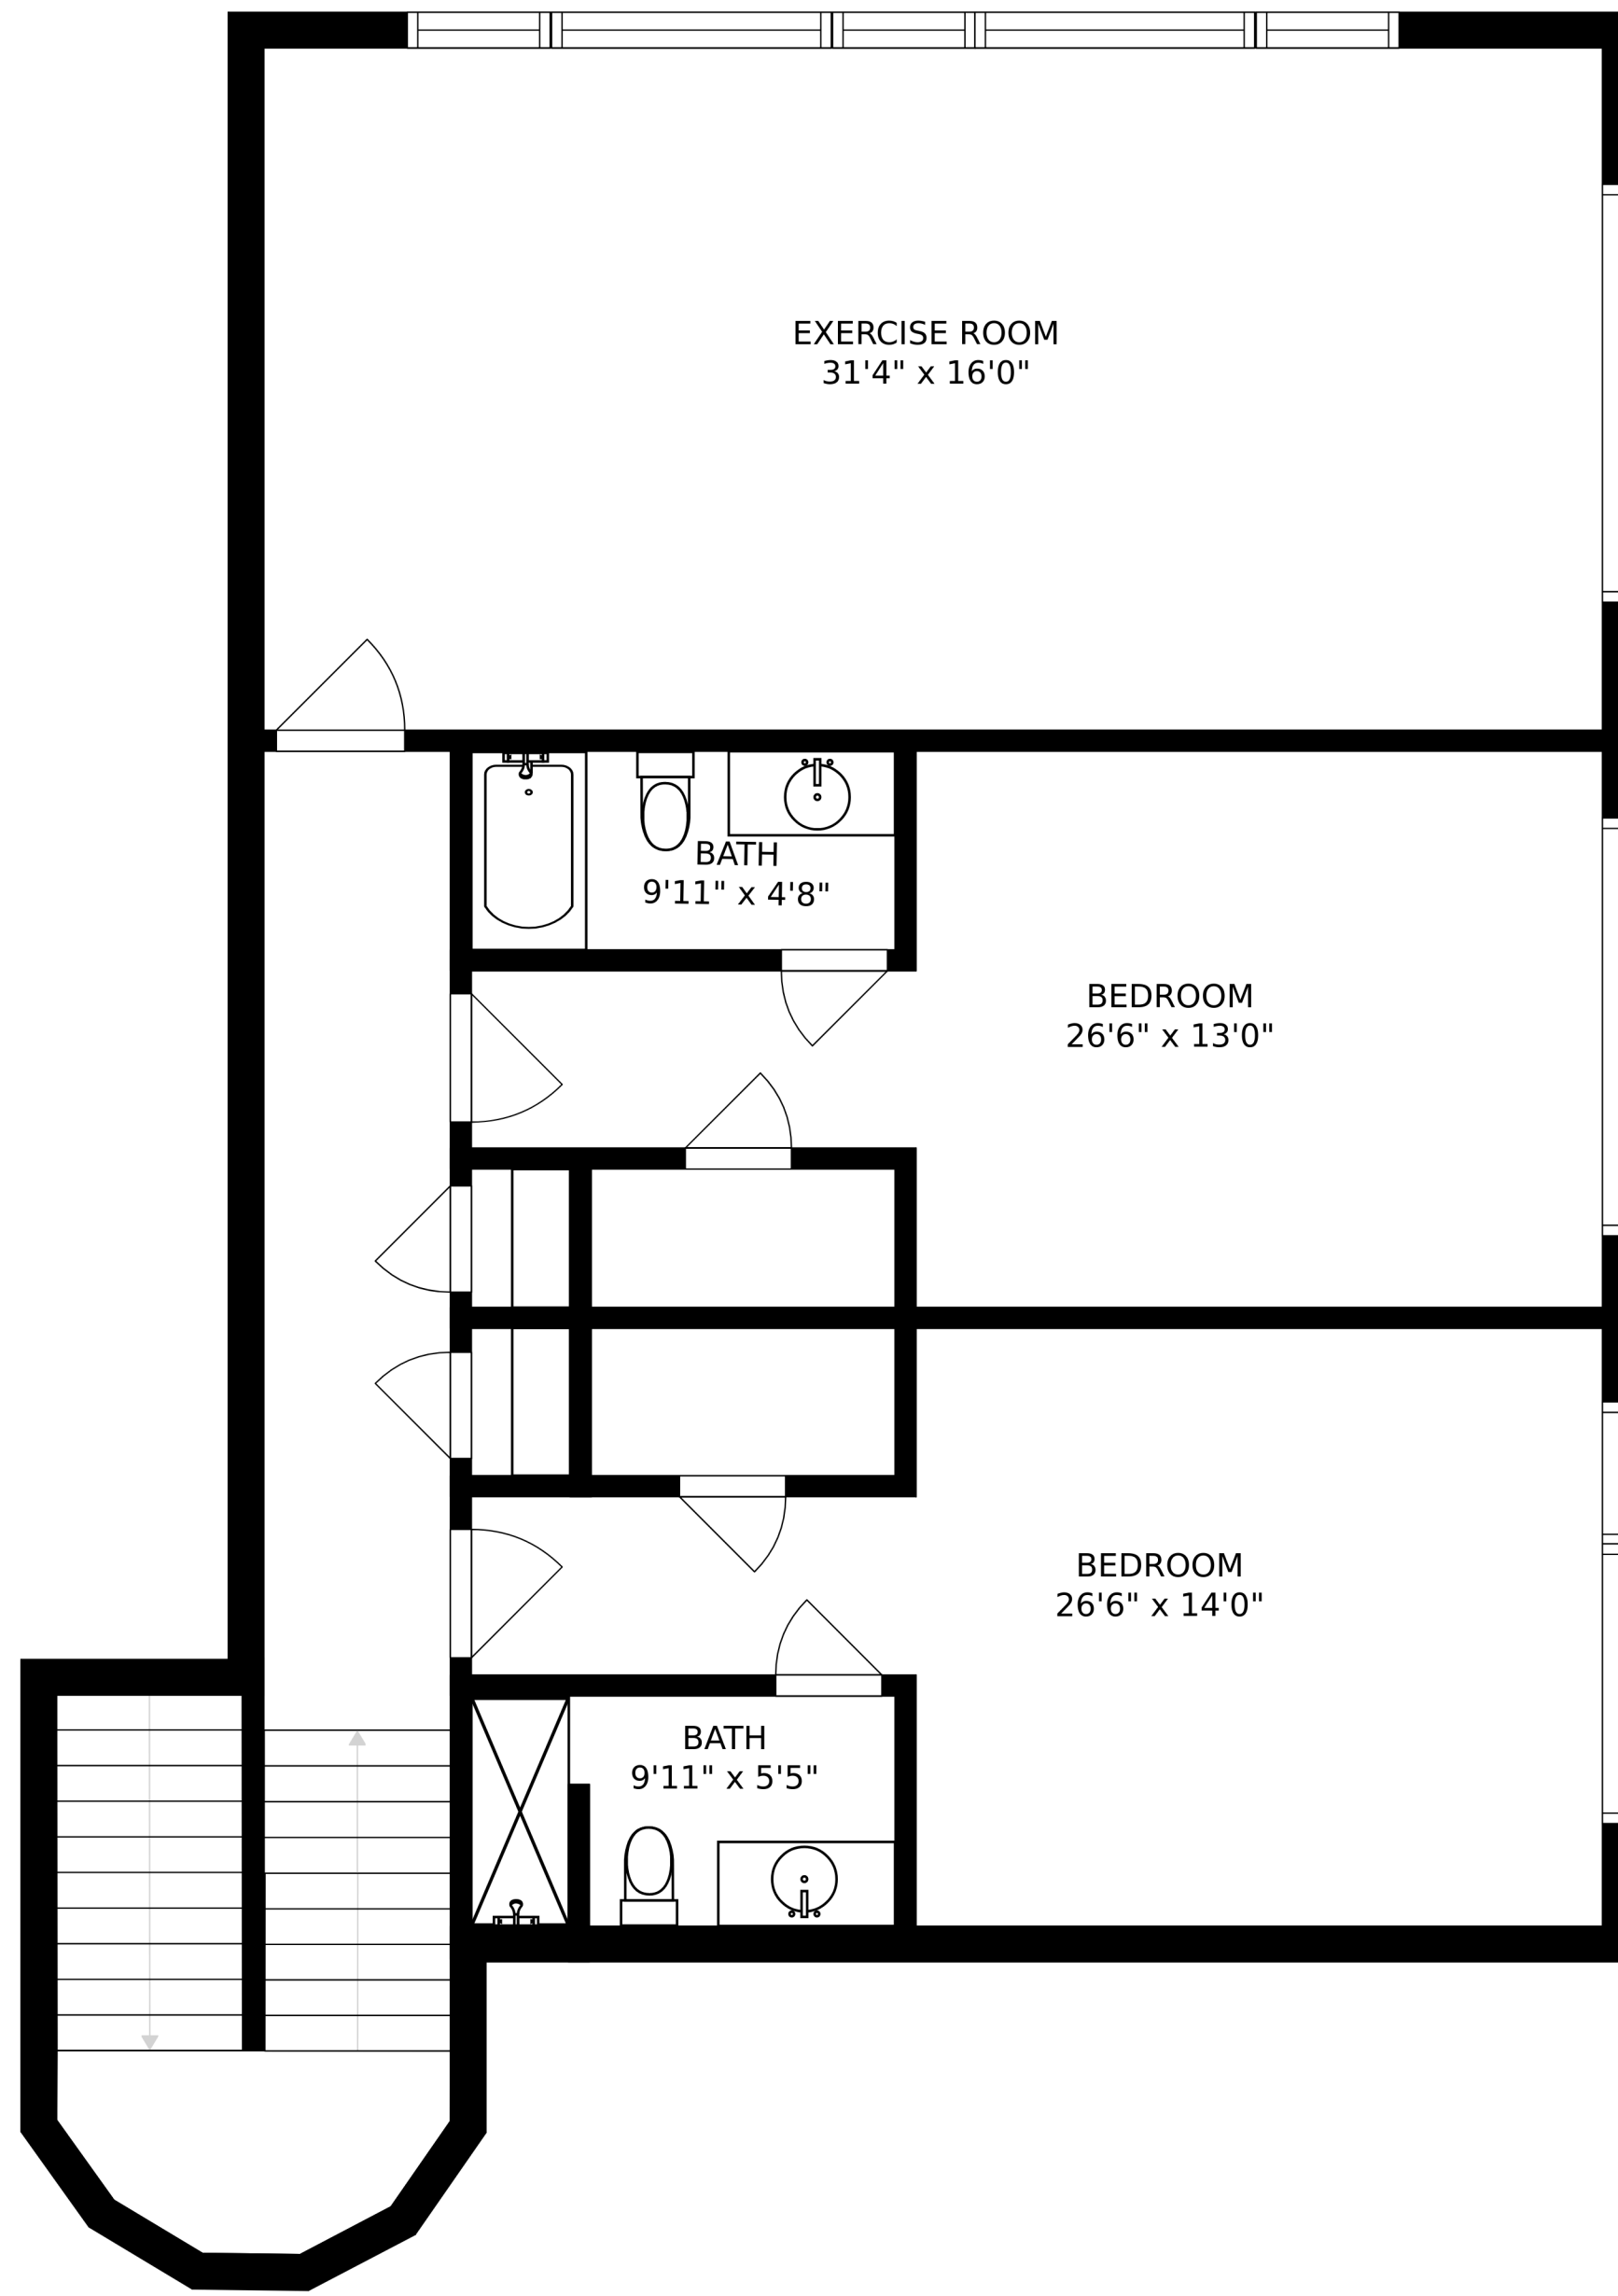 EXERCISE ROOM
31'4" x 16'0"
BATH
9'11" x 4'8"
BEDROOM
26'6" x 13'0"
BEDROOM
26'6" x 14'0"
BATH
9'11" x 5'5"